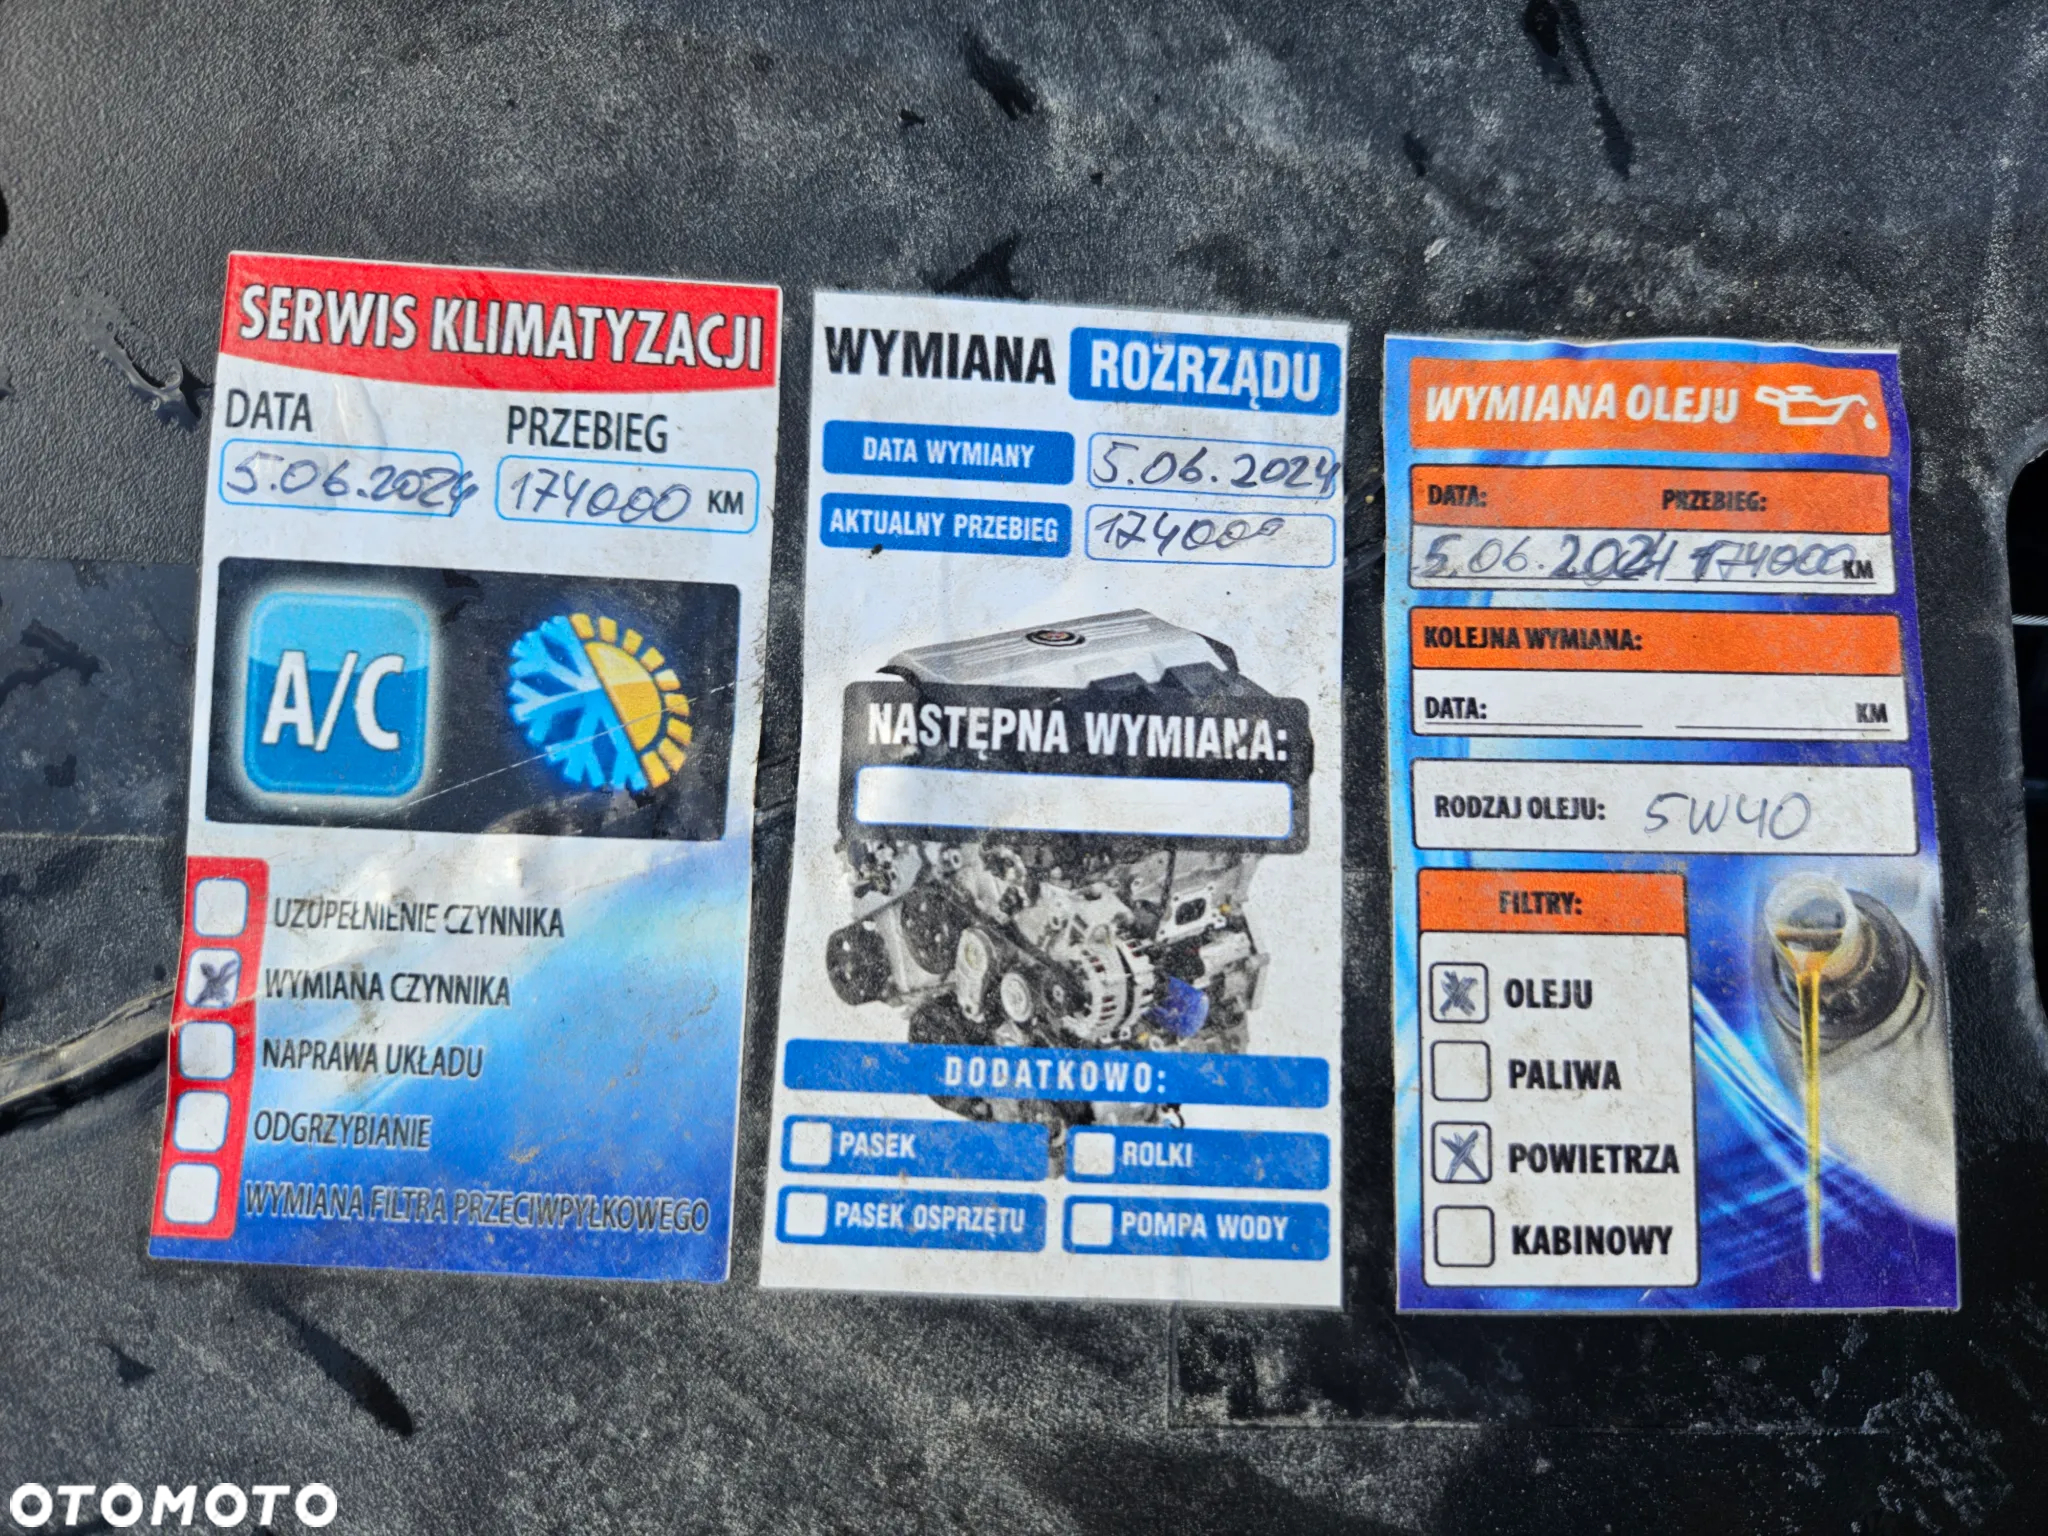 SERWIS KLIMATYZACJI
DATA PRZEBIEG
5.06.2024 174000 KM
A/C
UZUPEŁNIENIE CZYNNIKA
WYMIANA CZYNNIKA
NAPRAWA UKŁADU
ODGRZYBIANIE
WYMIANA FILTRA PRZECIWPYŁKOWEGO
WYMIANA ROZRZĄDU
DATA WYMIANY 5.06.2024
AKTUALNY PRZEBIEG 174000
NASTĘPNA WYMIANA:
DODATKOWO:
PASEK ROLKI
PASEK OSPRZĘTU POMPA WODY
WYMIANA OLEJU
DATA: PRZEBIEG:
5.06.2024 174000 KM
KOLEJNA WYMIANA:
DATA: KM
RODZAJ OLEJU: 5W40
FILTRY:
OLEJU
PALIWA
POWIETRZA
KABINOWY
OTOMOTO